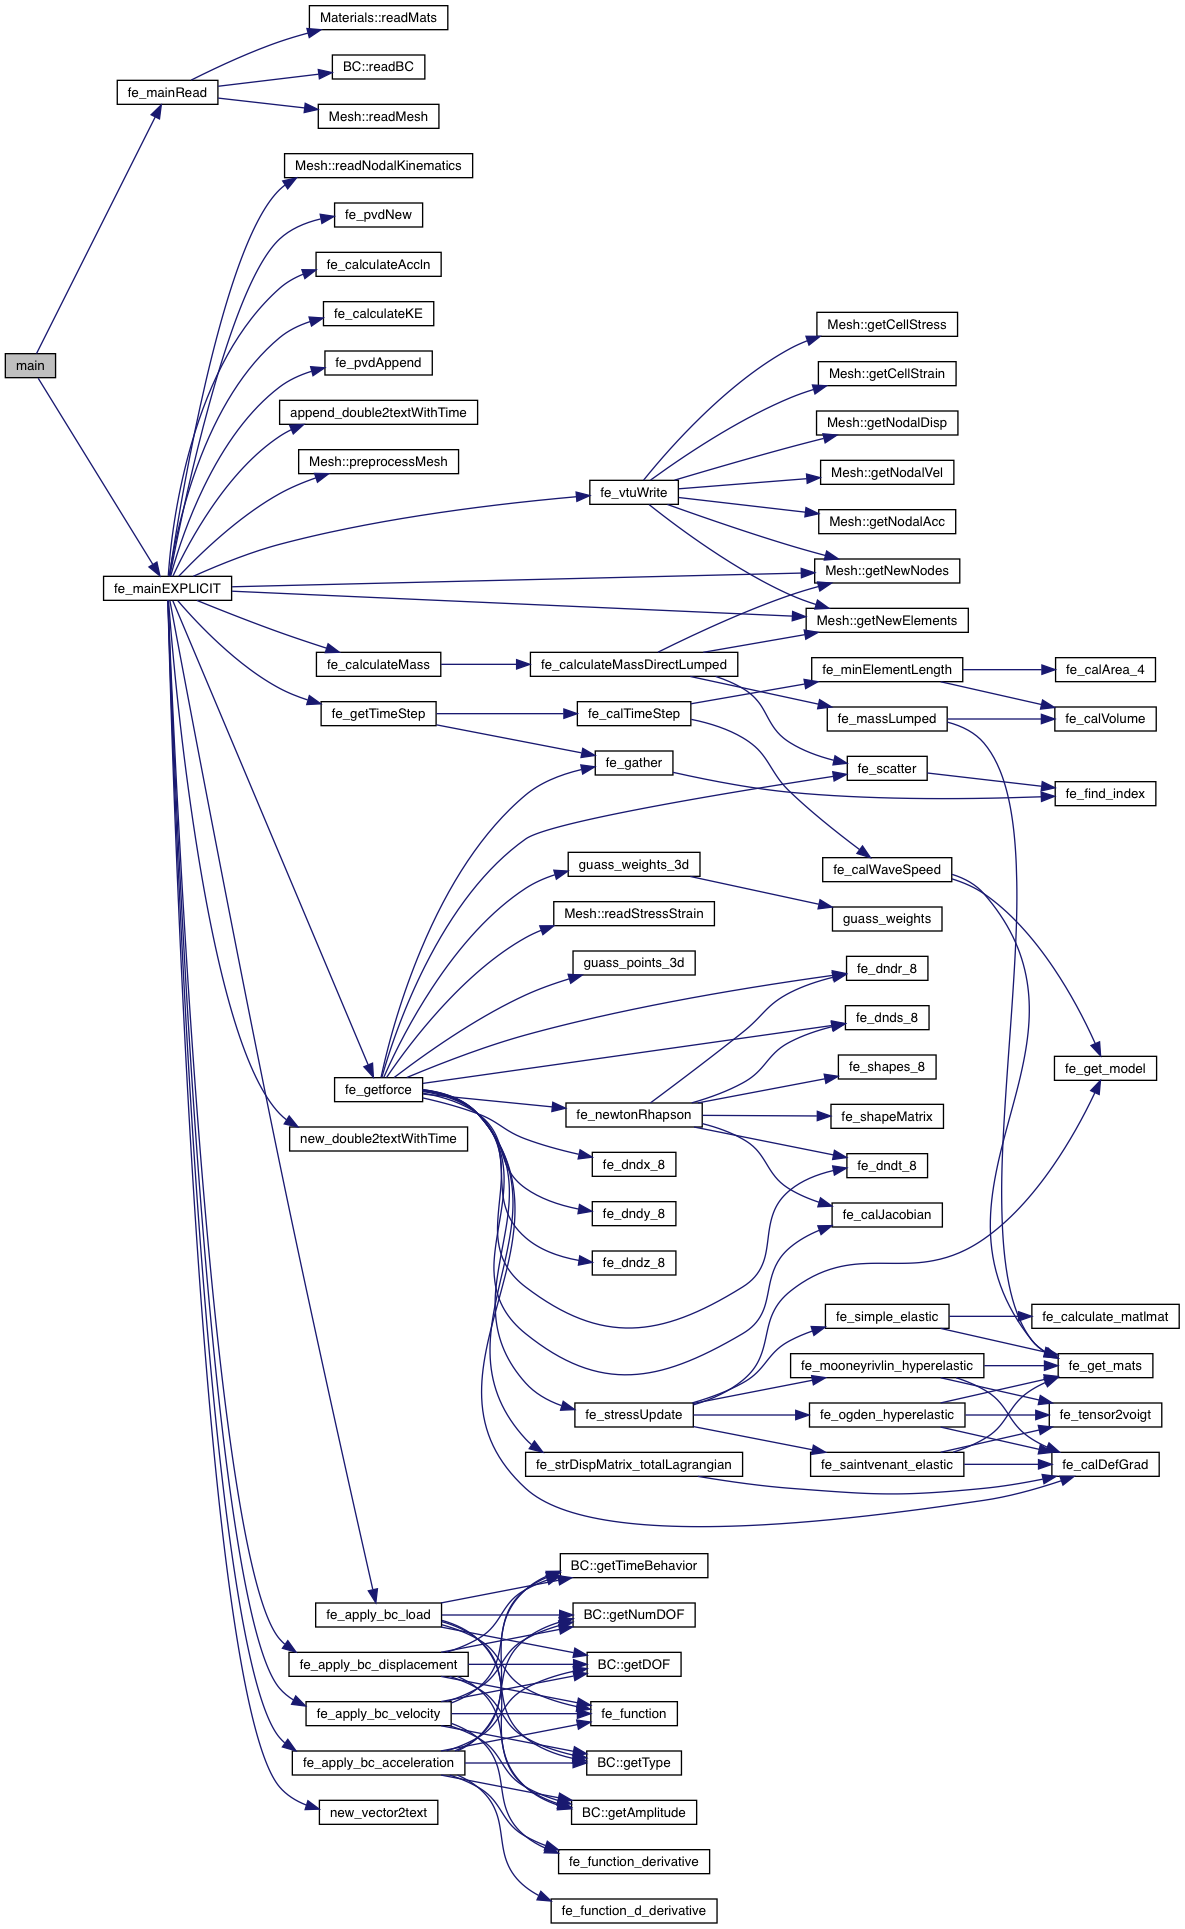 Materials::readMats
BC::readBC
fe_mainRead
Mesh::readMesh
Mesh::readNodalKinematics
fe_pvdNew
fe_calculateAccln
fe_calculateKE
Mesh::getCellStress
main
fe_pvdAppend
Mesh::getCellStrain
append_double2textWithTime
Mesh::getNodalDisp
Mesh::preprocessMesh
Mesh::getNodalVel
fe_vtuWrite
Mesh::getNodalAcc
Mesh::getNewNodes
fe_mainEXPLICIT
Mesh::getNewElements
fe_calculateMass
fe_calculateMassDirectLumped
fe_minElementLength
fe_calArea_4
fe_getTimeStep
fe_calTimeStep
fe_massLumped
fe_calVolume
fe_gather
fe_scatter
fe_find_index
guass_weights_3d
fe_calWaveSpeed
Mesh::readStressStrain
guass_weights
guass_points_3d
fe_dndr_8
fe_dnds_8
fe_shapes_8
fe_get_model
fe_getforce
fe_newtonRhapson
fe_shapeMatrix
new_double2textWithTime
fe_dndx_8
fe_dndt_8
fe_dndy_8
fe_calJacobian
fe_dndz_8
fe_simple_elastic
fe_calculate_matlmat
fe_mooneyrivlin_hyperelastic
fe_get_mats
fe_stressUpdate
fe_ogden_hyperelastic
fe_tensor2voigt
fe_strDispMatrix_totalLagrangian
fe_saintvenant_elastic
fe_calDefGrad
BC::getTimeBehavior
fe_apply_bc_load
BC::getNumDOF
fe_apply_bc_displacement
BC::getDOF
fe_apply_bc_velocity
fe_function
fe_apply_bc_acceleration
BC::getType
new_vector2text
BC::getAmplitude
fe_function_derivative
fe_function_d_derivative